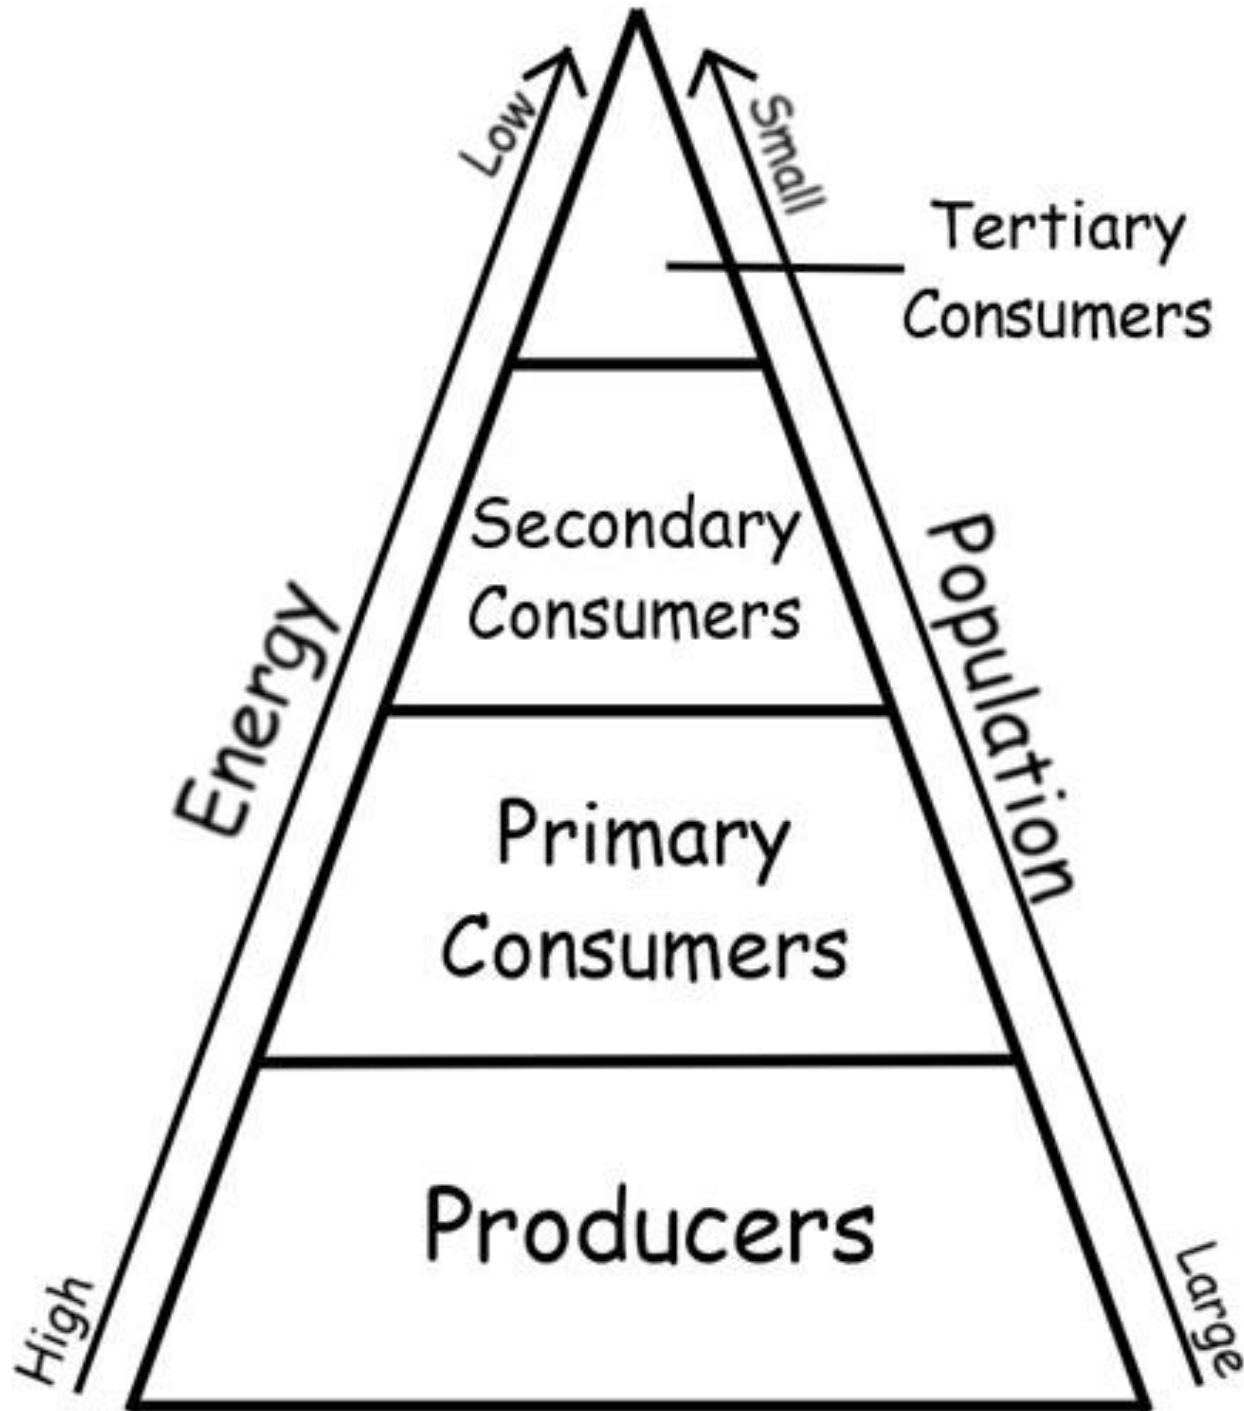 Low
Small
Tertiary
Consumers
Secondary
Consumers
Energy
Population
Primary
Consumers
Producers
High
Large